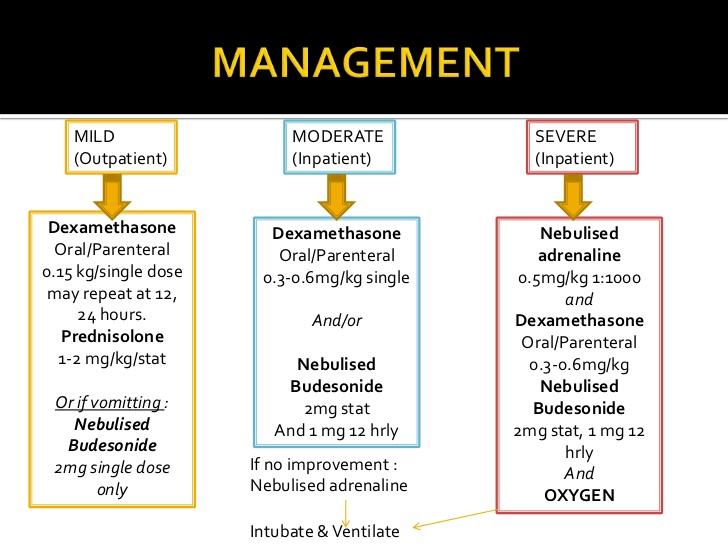 MANAGEMENT
MILD
(Outpatient)
Dexamethasone
Oral/Parenteral
0.15 kg/single dose
may repeat at 12,
24 hours.
Prednisolone
1-2 mg/kg/stat
Or if vomitting :
Nebulised
Budesonide
2mg single dose
only
MODERATE
(Inpatient)
Dexamethasone
Oral/Parenteral
0.3-0.6mg/kg single
And/or
Nebulised
Budesonide
2mg stat
And 1 mg 12 hrly
If no improvement :
Nebulised adrenaline
Intubate & Ventilate
SEVERE
(Inpatient)
Nebulised
adrenaline
0.5mg/kg 1:1000
and
Dexamethasone
Oral/Parenteral
0.3-0.6mg/kg
Nebulised
Budesonide
2mg stat, 1 mg 12
hrly
And
OXYGEN